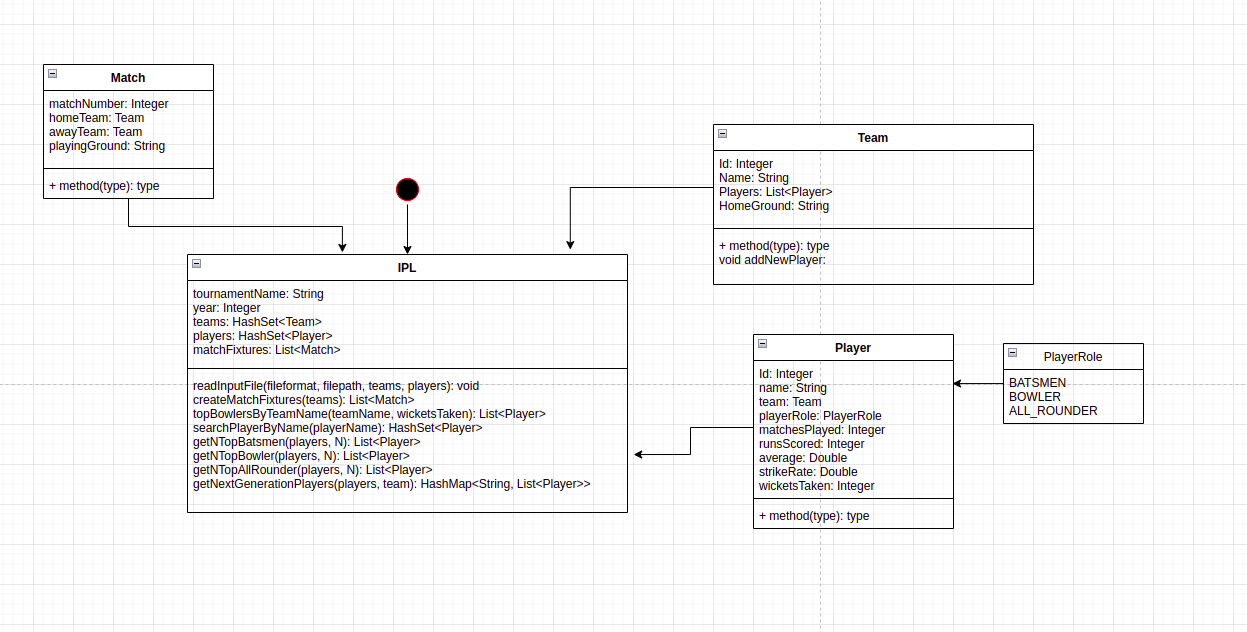 Match
matchNumber: Integer
homeTeam: Team
awayTeam: Team
playingGround: String
+ method(type): type
Team
Id: Integer
Name: String
Players: List<Player>
HomeGround: String
+ method(type): type
void addNewPlayer:
IPL
tournamentName: String
year: Integer
teams: HashSet<Team>
players: HashSet<Player>
matchFixtures: List<Match>
readInputFile(fileformat, filepath, teams, players): void
createMatchFixtures(teams): List<Match>
topBowlersByTeamName(teamName, wicketsTaken): List<Player>
searchPlayerByName(playerName): HashSet<Player>
getNTopBatsmen(players, N): List<Player>
getNTopBowler(players, N): List<Player>
getNTopAllRounder(players, N): List<Player>
getNextGenerationPlayers(players, team): HashMap<String, List<Player>>
Player
Id: Integer
name: String
team: Team
playerRole: PlayerRole
matchesPlayed: Integer
runsScored: Integer
average: Double
strikeRate: Double
wicketsTaken: Integer
+ method(type): type
PlayerRole
BATSMEN
BOWLER
ALL_ROUNDER